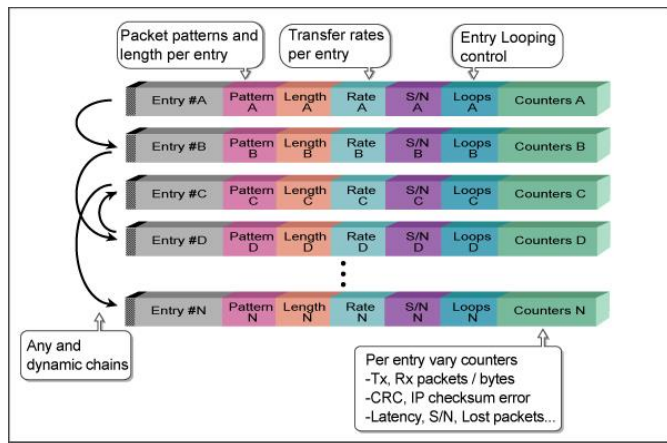 Packet patterns and
length per entry
Transfer rates
per entry
Entry Looping
control
Entry #A Pattern A Length A Rate A S/N A Loops A Counters A
Entry #B Pattern B Length B Rate B S/N B Loops B Counters B
Entry #C Pattern C Length C Rate C S/N C Loops C Counters C
Entry #D Pattern D Length D Rate D S/N D Loops D Counters D
Entry #N Pattern N Length N Rate N S/N N Loops N Counters N
Any and
dynamic chains
Per entry vary counters
-Tx, Rx packets / bytes
-CRC, IP checksum error
-Latency, S/N, Lost packets...